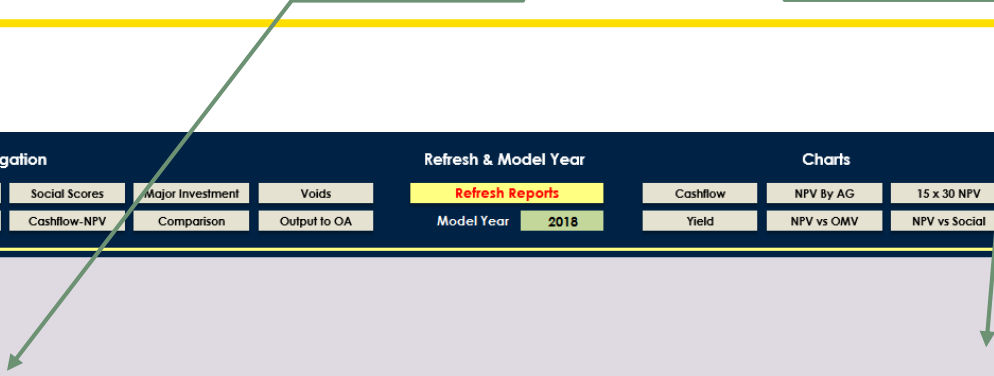 gation
Refresh & Model Year
Charts
Social Scores
Major Investment
Voids
Refresh Reports
Cashflow
NPV By AG
15 x 30 NPV
Cashflow-NPV
Comparison
Output to OA
Model Year 2018
Yield
NPV vs OMV
NPV vs Social